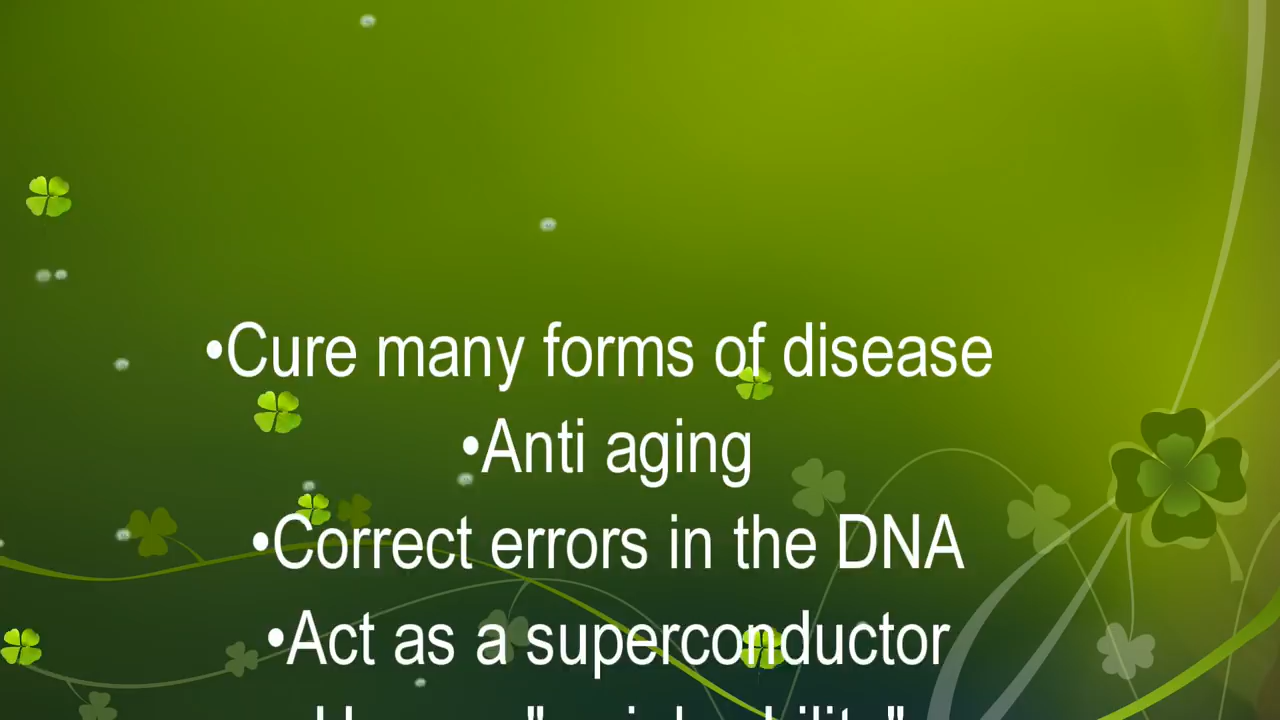 •Cure many forms of disease
•Anti aging
•Correct errors in the DNA
•Act as a superconductor